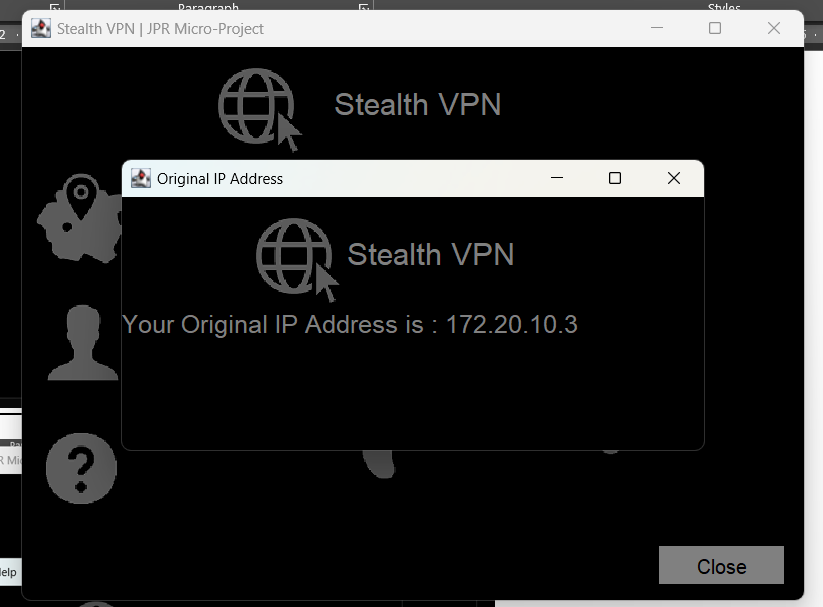 Paragraph
Styles
2
Stealth VPN | JPR Micro-Project
Stealth VPN
Original IP Address
Stealth VPN
Your Original IP Address is : 172.20.10.3
Close